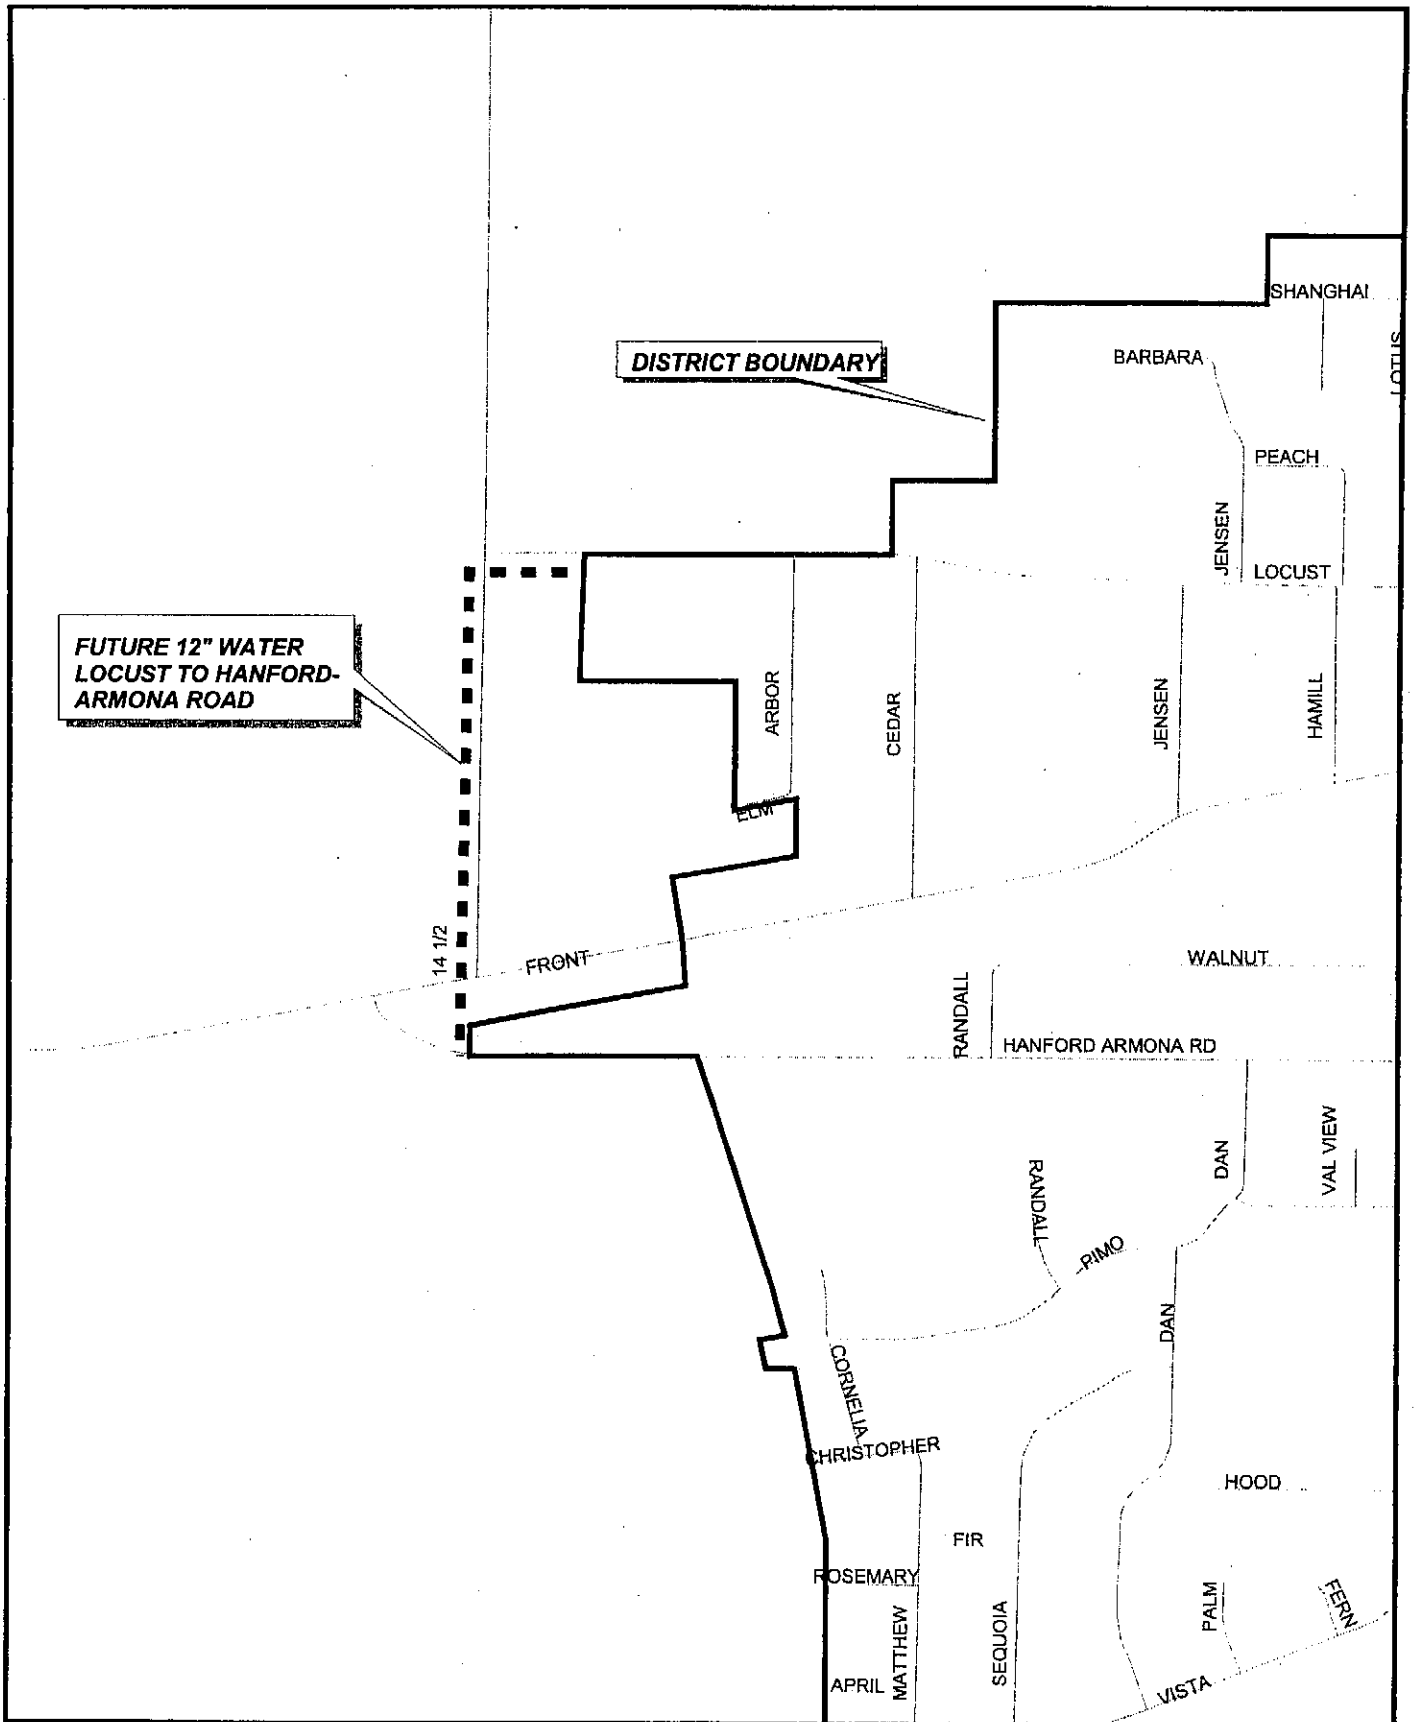 SHANGHAI
LOTUS
DISTRICT BOUNDARY
BARBARA
PEACH
JENSEN
LOCUST
FUTURE 12" WATER
LOCUST TO HANFORD-
ARMONA ROAD
ARBOR
CEDAR
JENSEN
HAMILL
ELM
14 1/2
FRONT
WALNUT
RANDALL
HANFORD ARMONA RD
DAN
VAL VIEW
RANDALL
PIMO
DAN
CORNELIA
CHRISTOPHER
HOOD
FIR
ROSEMARY
MATTHEW
SEQUOIA
PALM
FERN
APRIL
VISTA